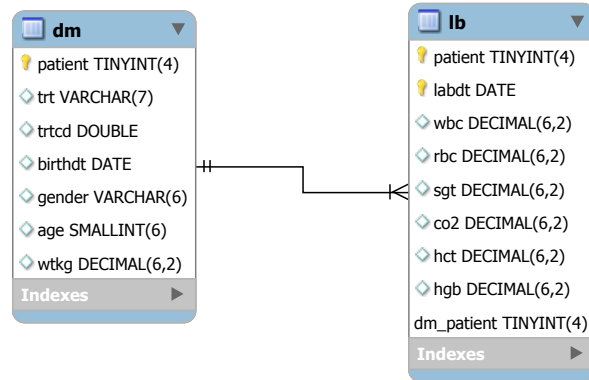 dm
patient TINYINT(4)
trt VARCHAR(7)
trtcd DOUBLE
birthdt DATE
gender VARCHAR(6)
age SMALLINT(6)
wtkg DECIMAL(6,2)
Indexes
lb
patient TINYINT(4)
labdt DATE
wbc DECIMAL(6,2)
rbc DECIMAL(6,2)
sgt DECIMAL(6,2)
co2 DECIMAL(6,2)
hct DECIMAL(6,2)
hgb DECIMAL(6,2)
dm_patient TINYINT(4)
Indexes